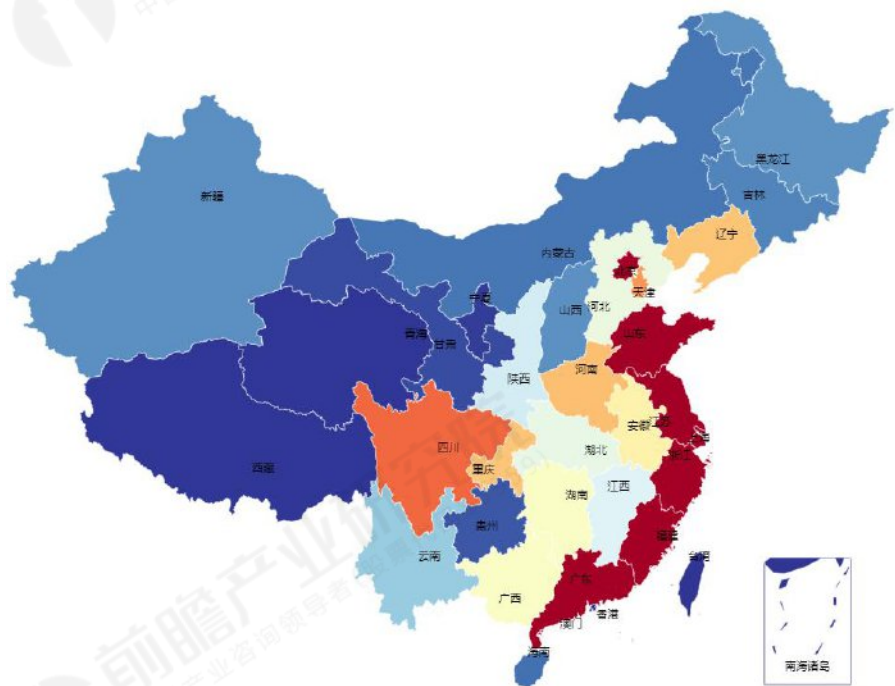 黑龙江
吉林
新疆
辽宁
内蒙古
北京
天津
宁夏
河北
山西
山东
青海
甘肃
河南
陕西
安徽
江苏
上海
四川
湖北
浙江
西藏
重庆
江西
湖南
贵州
福建
云南
台湾
广东
广西
香港
澳门
海南
南海诸岛
前瞻产业研究院